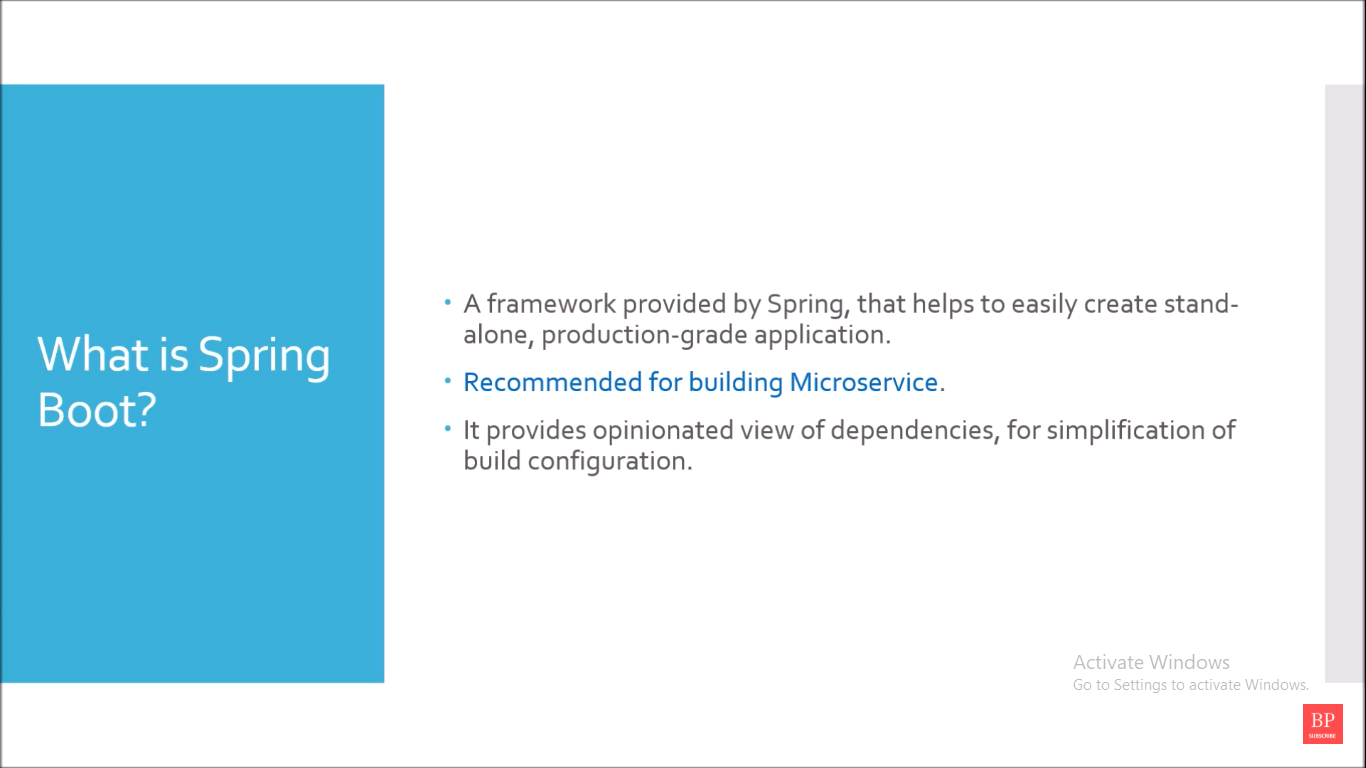 What is Spring
Boot?
• A framework provided by Spring, that helps to easily create stand-
alone, production-grade application.
• Recommended for building Microservice.
• It provides opinionated view of dependencies, for simplification of
build configuration.
Activate Windows
Go to Settings to activate Windows.
BP
SUBSCRIBE